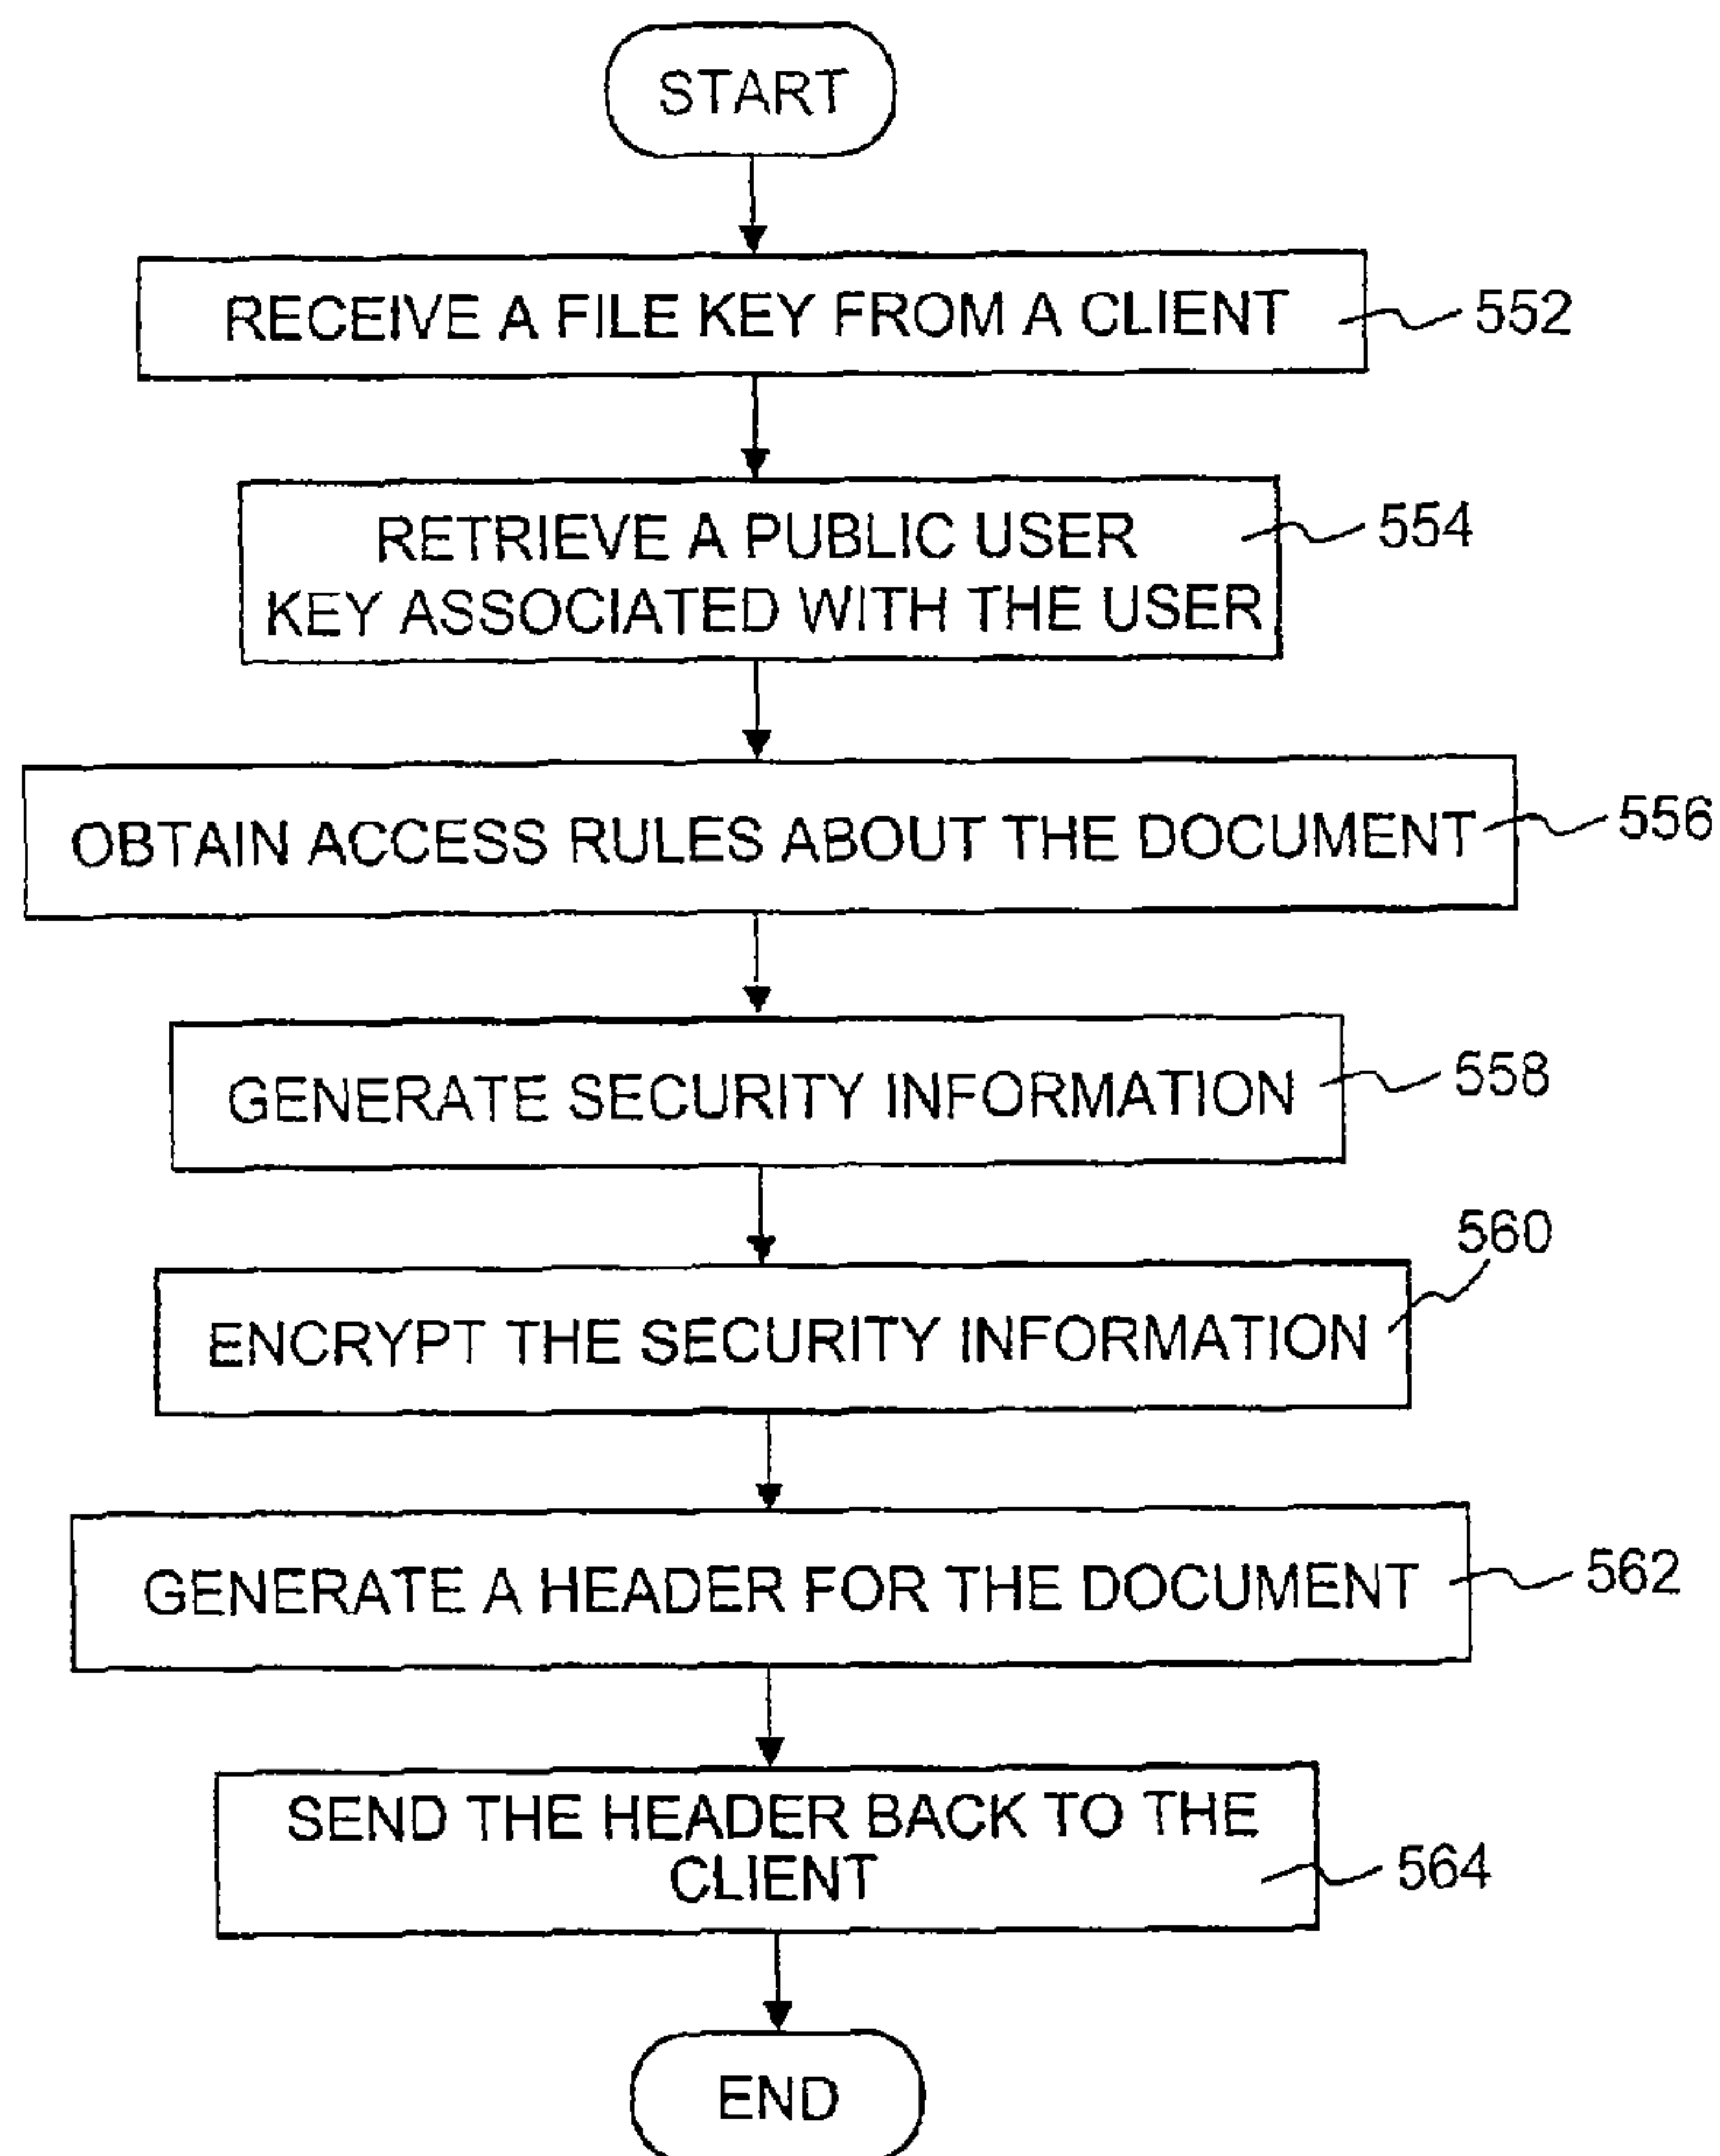 START
RECEIVE A FILE KEY FROM A CLIENT
552
RETRIEVE A PUBLIC USER
KEY ASSOCIATED WITH THE USER
554
OBTAIN ACCESS RULES ABOUT THE DOCUMENT
556
GENERATE SECURITY INFORMATION
558
560
ENCRYPT THE SECURITY INFORMATION
GENERATE A HEADER FOR THE DOCUMENT
562
SEND THE HEADER BACK TO THE
CLIENT
564
END